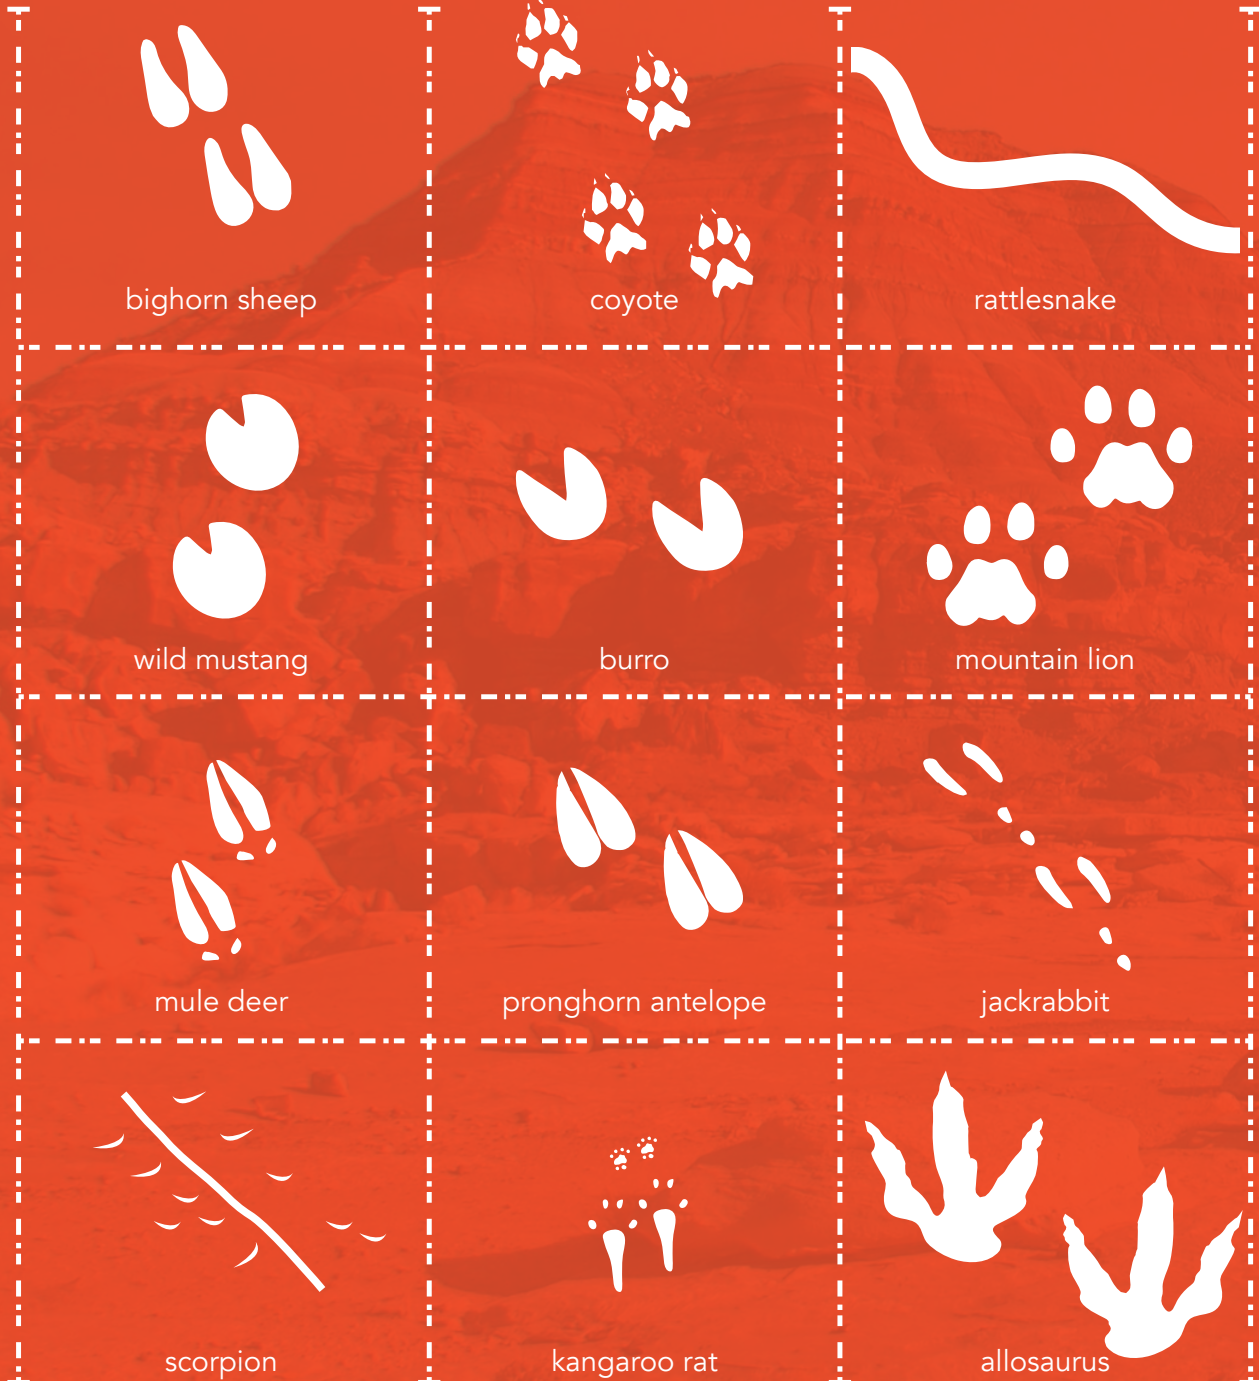 bighorn sheep
coyote
rattlesnake
wild mustang
burro
mountain lion
mule deer
pronghorn antelope
jackrabbit
scorpion
kangaroo rat
allosaurus